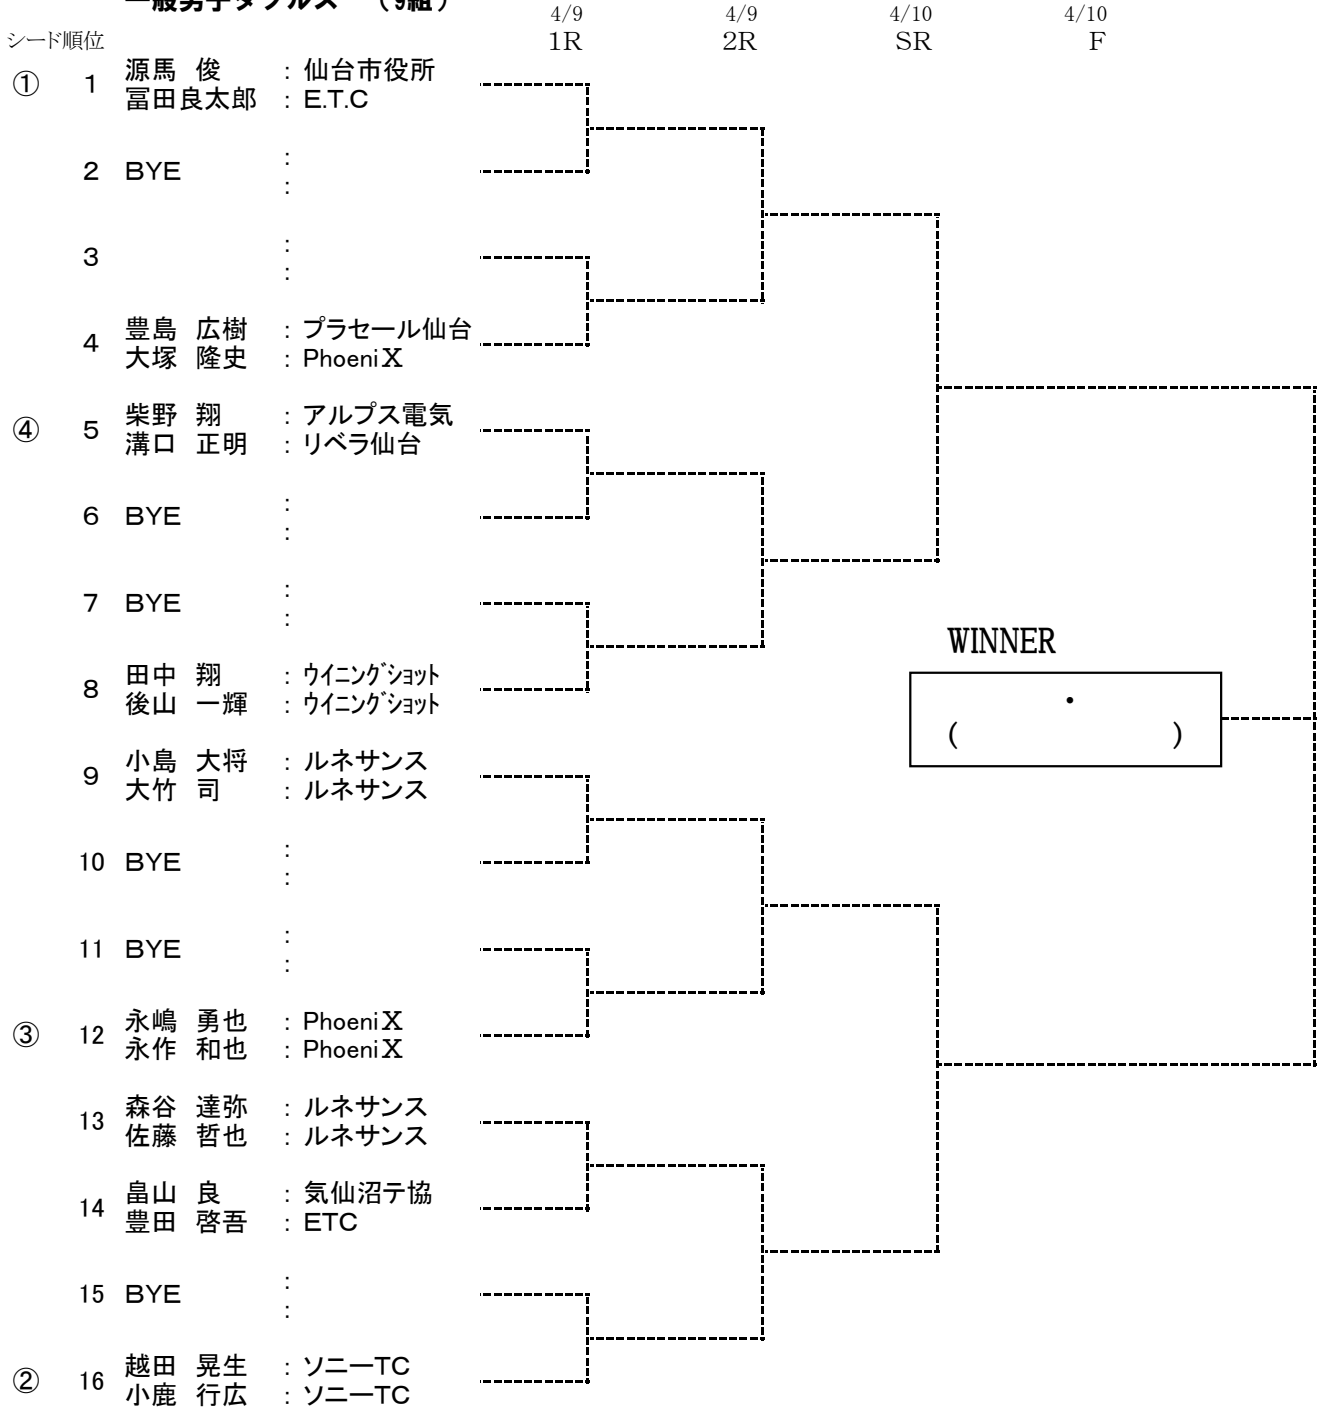 一般男子ダブルス (9組)
4/9 4/9 4/10 4/10
シード順位 1R 2R SR F
① 1 源馬 俊 : 仙台市役所
冨田良太郎 : E.T.C
2 BYE :
:
3 :
:
4 豊島 広樹 : プラセール仙台
大塚 隆史 : PhoeniX
④ 5 柴野 翔 : アルプス電気
溝口 正明 : リベラ仙台
6 BYE :
:
7 BYE :
:
WINNER
8 田中 翔 : ウイニングショット
後山 一輝 : ウイニングショット
・
( )
9 小島 大将 : ルネサンス
大竹 司 : ルネサンス
10 BYE :
:
11 BYE :
:
③ 12 永嶋 勇也 : PhoeniX
永作 和也 : PhoeniX
13 森谷 達弥 : ルネサンス
佐藤 哲也 : ルネサンス
14 畠山 良 : 気仙沼テ協
豊田 啓吾 : ETC
15 BYE :
:
② 16 越田 晃生 : ソニーTC
小鹿 行広 : ソニーTC